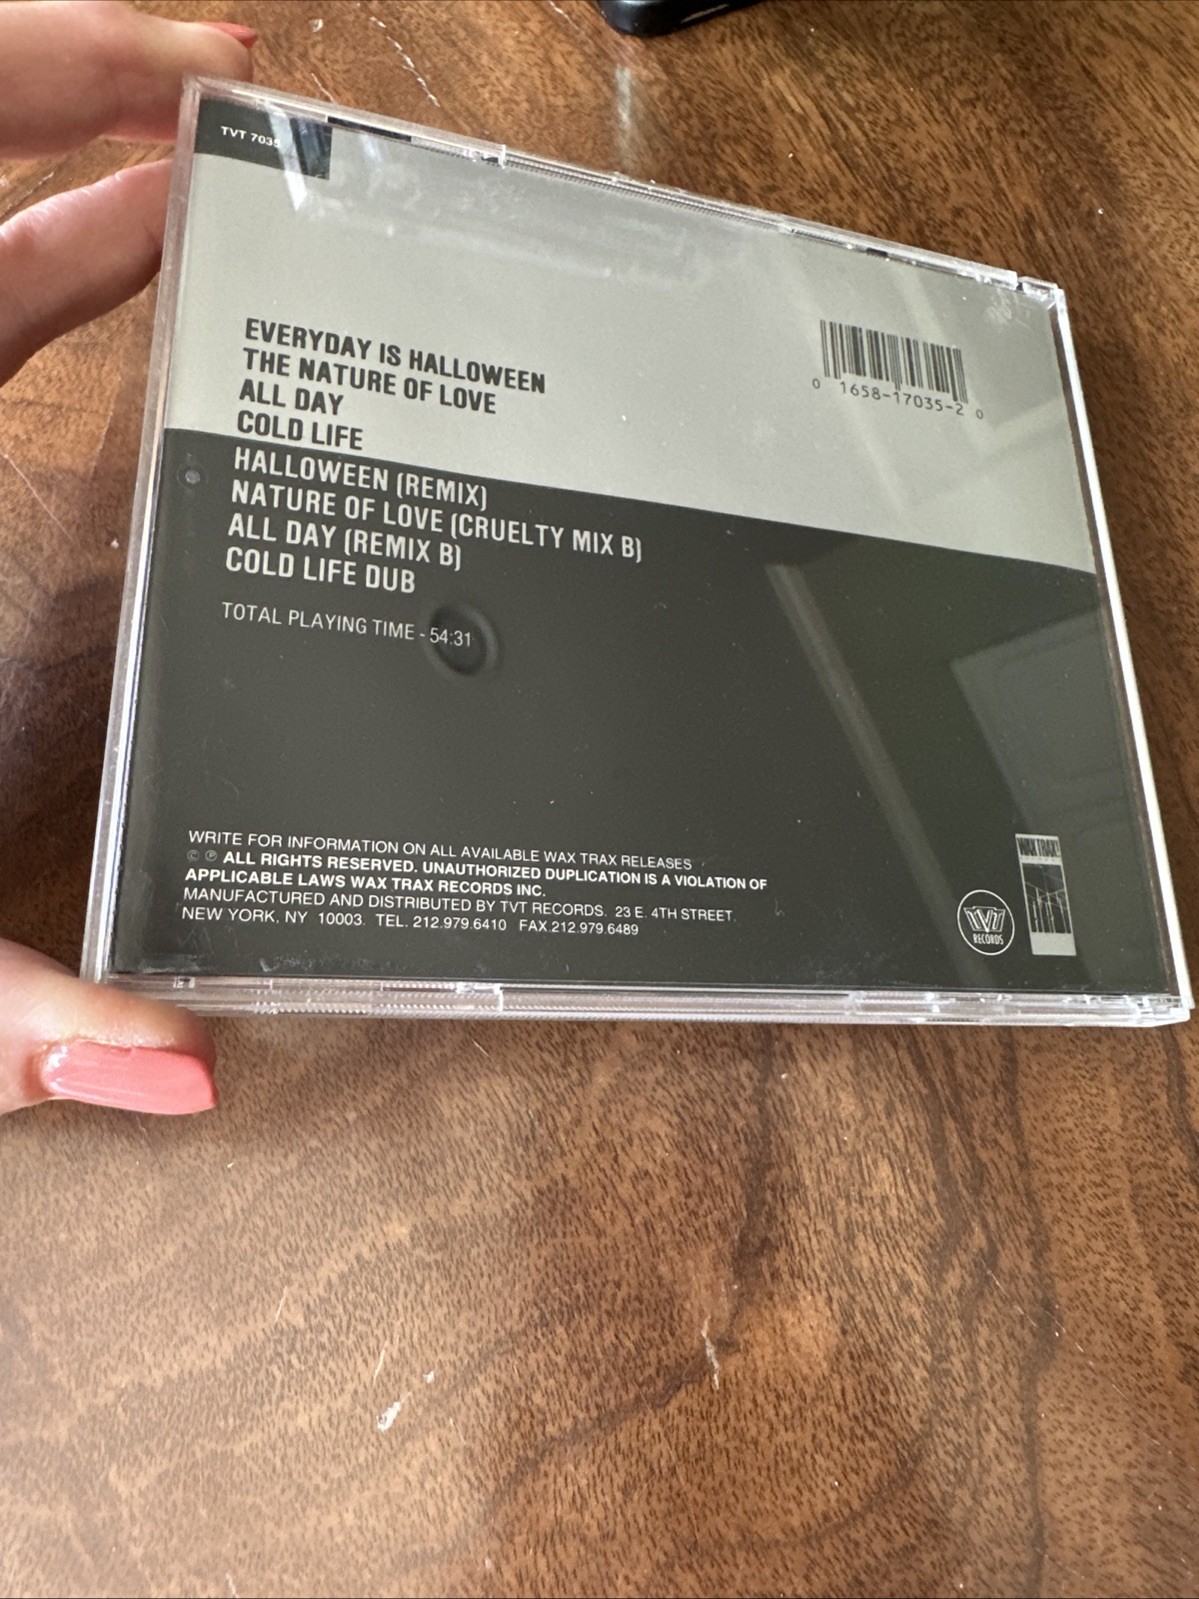 TVT 7035
EVERYDAY IS HALLOWEEN
THE NATURE OF LOVE
ALL DAY
COLD LIFE
HALLOWEEN (REMIX)
NATURE OF LOVE (CRUELTY MIX B)
ALL DAY (REMIX B)
COLD LIFE DUB
TOTAL PLAYING TIME - 54:31
0 1658-17035-2 0
WRITE FOR INFORMATION ON ALL AVAILABLE WAX TRAX RELEASES
© ℗ ALL RIGHTS RESERVED. UNAUTHORIZED DUPLICATION IS A VIOLATION OF
APPLICABLE LAWS WAX TRAX RECORDS INC.
MANUFACTURED AND DISTRIBUTED BY TVT RECORDS. 23 E. 4TH STREET,
NEW YORK, NY 10003. TEL. 212.979.6410 FAX.212.979.6489
TVT
RECORDS
WAX TRAX!